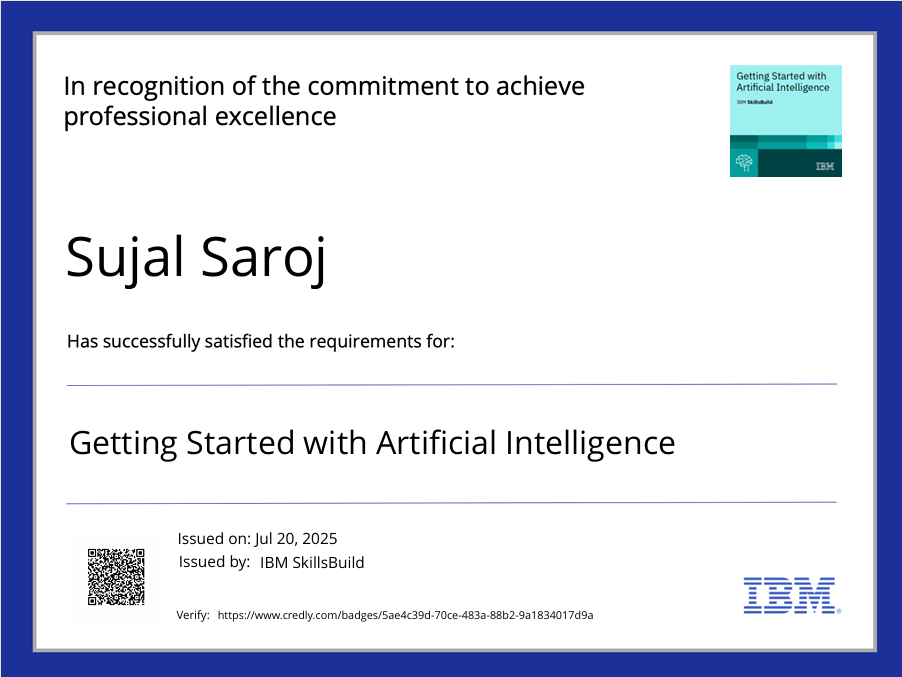 In recognition of the commitment to achieve
professional excellence
Getting Started with
Artificial Intelligence
IBM SkillsBuild
IBM
Sujal Saroj
Has successfully satisfied the requirements for:
Getting Started with Artificial Intelligence
Issued on: Jul 20, 2025
Issued by: IBM SkillsBuild
Verify: https://www.credly.com/badges/5ae4c39d-70ce-483a-88b2-9a1834017d9a
IBM®